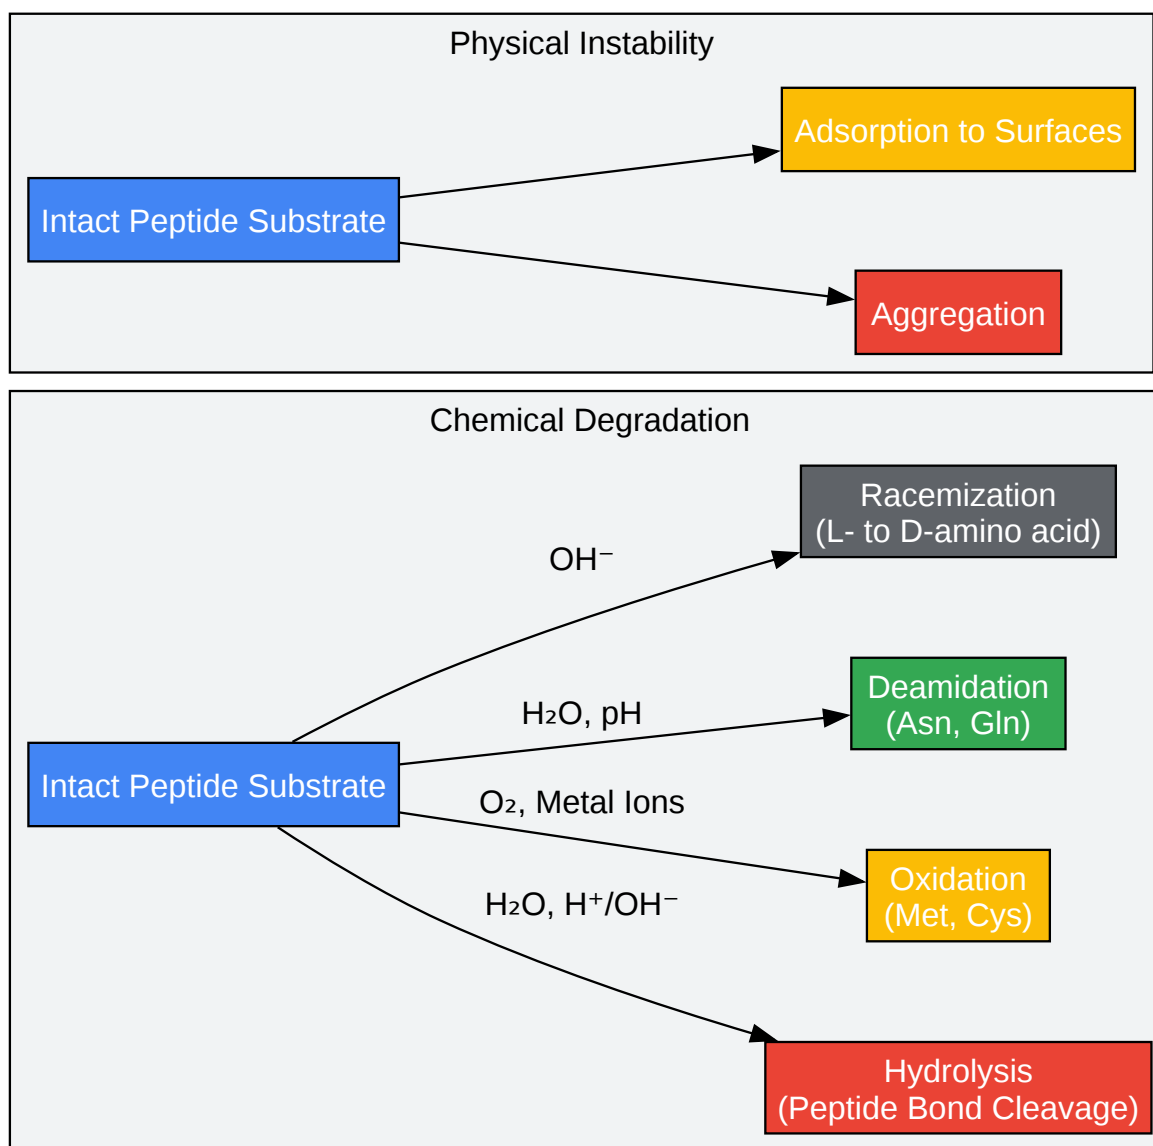 Physical Instability
Adsorption to Surfaces
Intact Peptide Substrate
Aggregation
Chemical Degradation
Racemization
(L- to D-amino acid)
OH⁻
Deamidation
(Asn, Gln)
H₂O, pH
Intact Peptide Substrate
O₂, Metal Ions
Oxidation
(Met, Cys)
H₂O, H⁺/OH⁻
Hydrolysis
(Peptide Bond Cleavage)